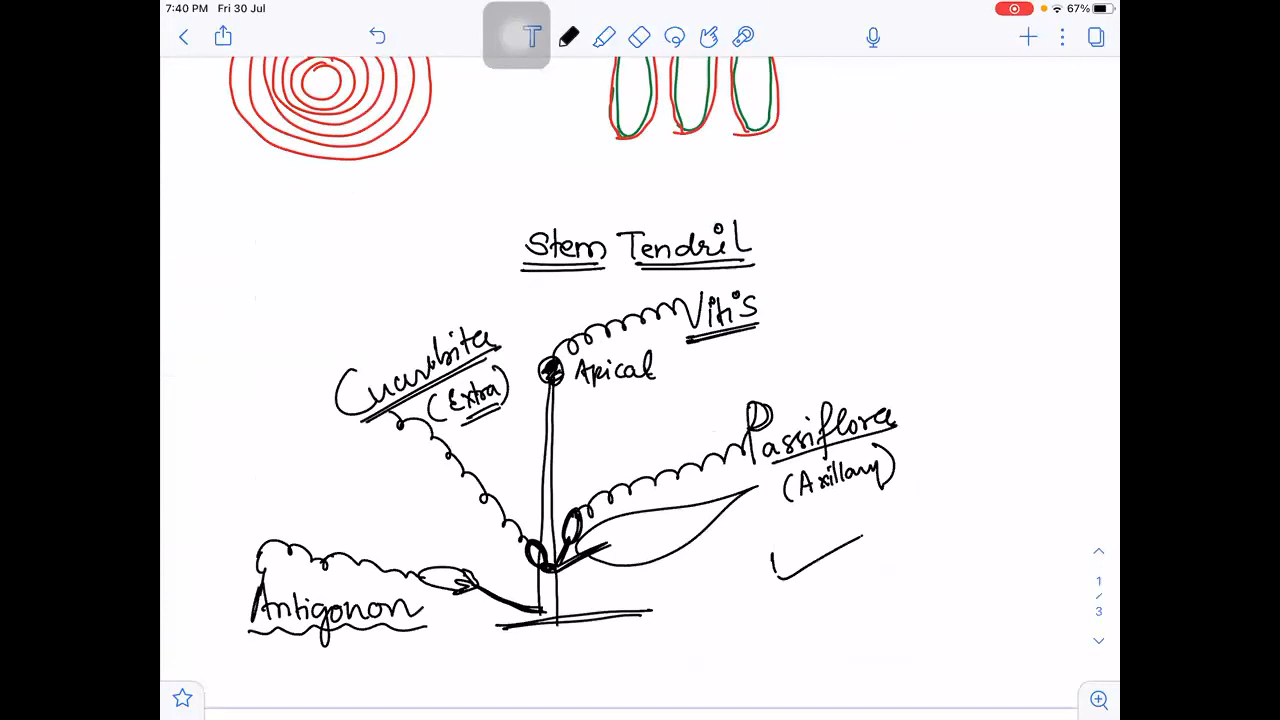 7:40 PM Fri 30 Jul
67%
T
Stem Tendril
Vitis
Apical
Cucurbita
(Extra)
Passiflora
(Axillary)
Antigonon
1
/
3